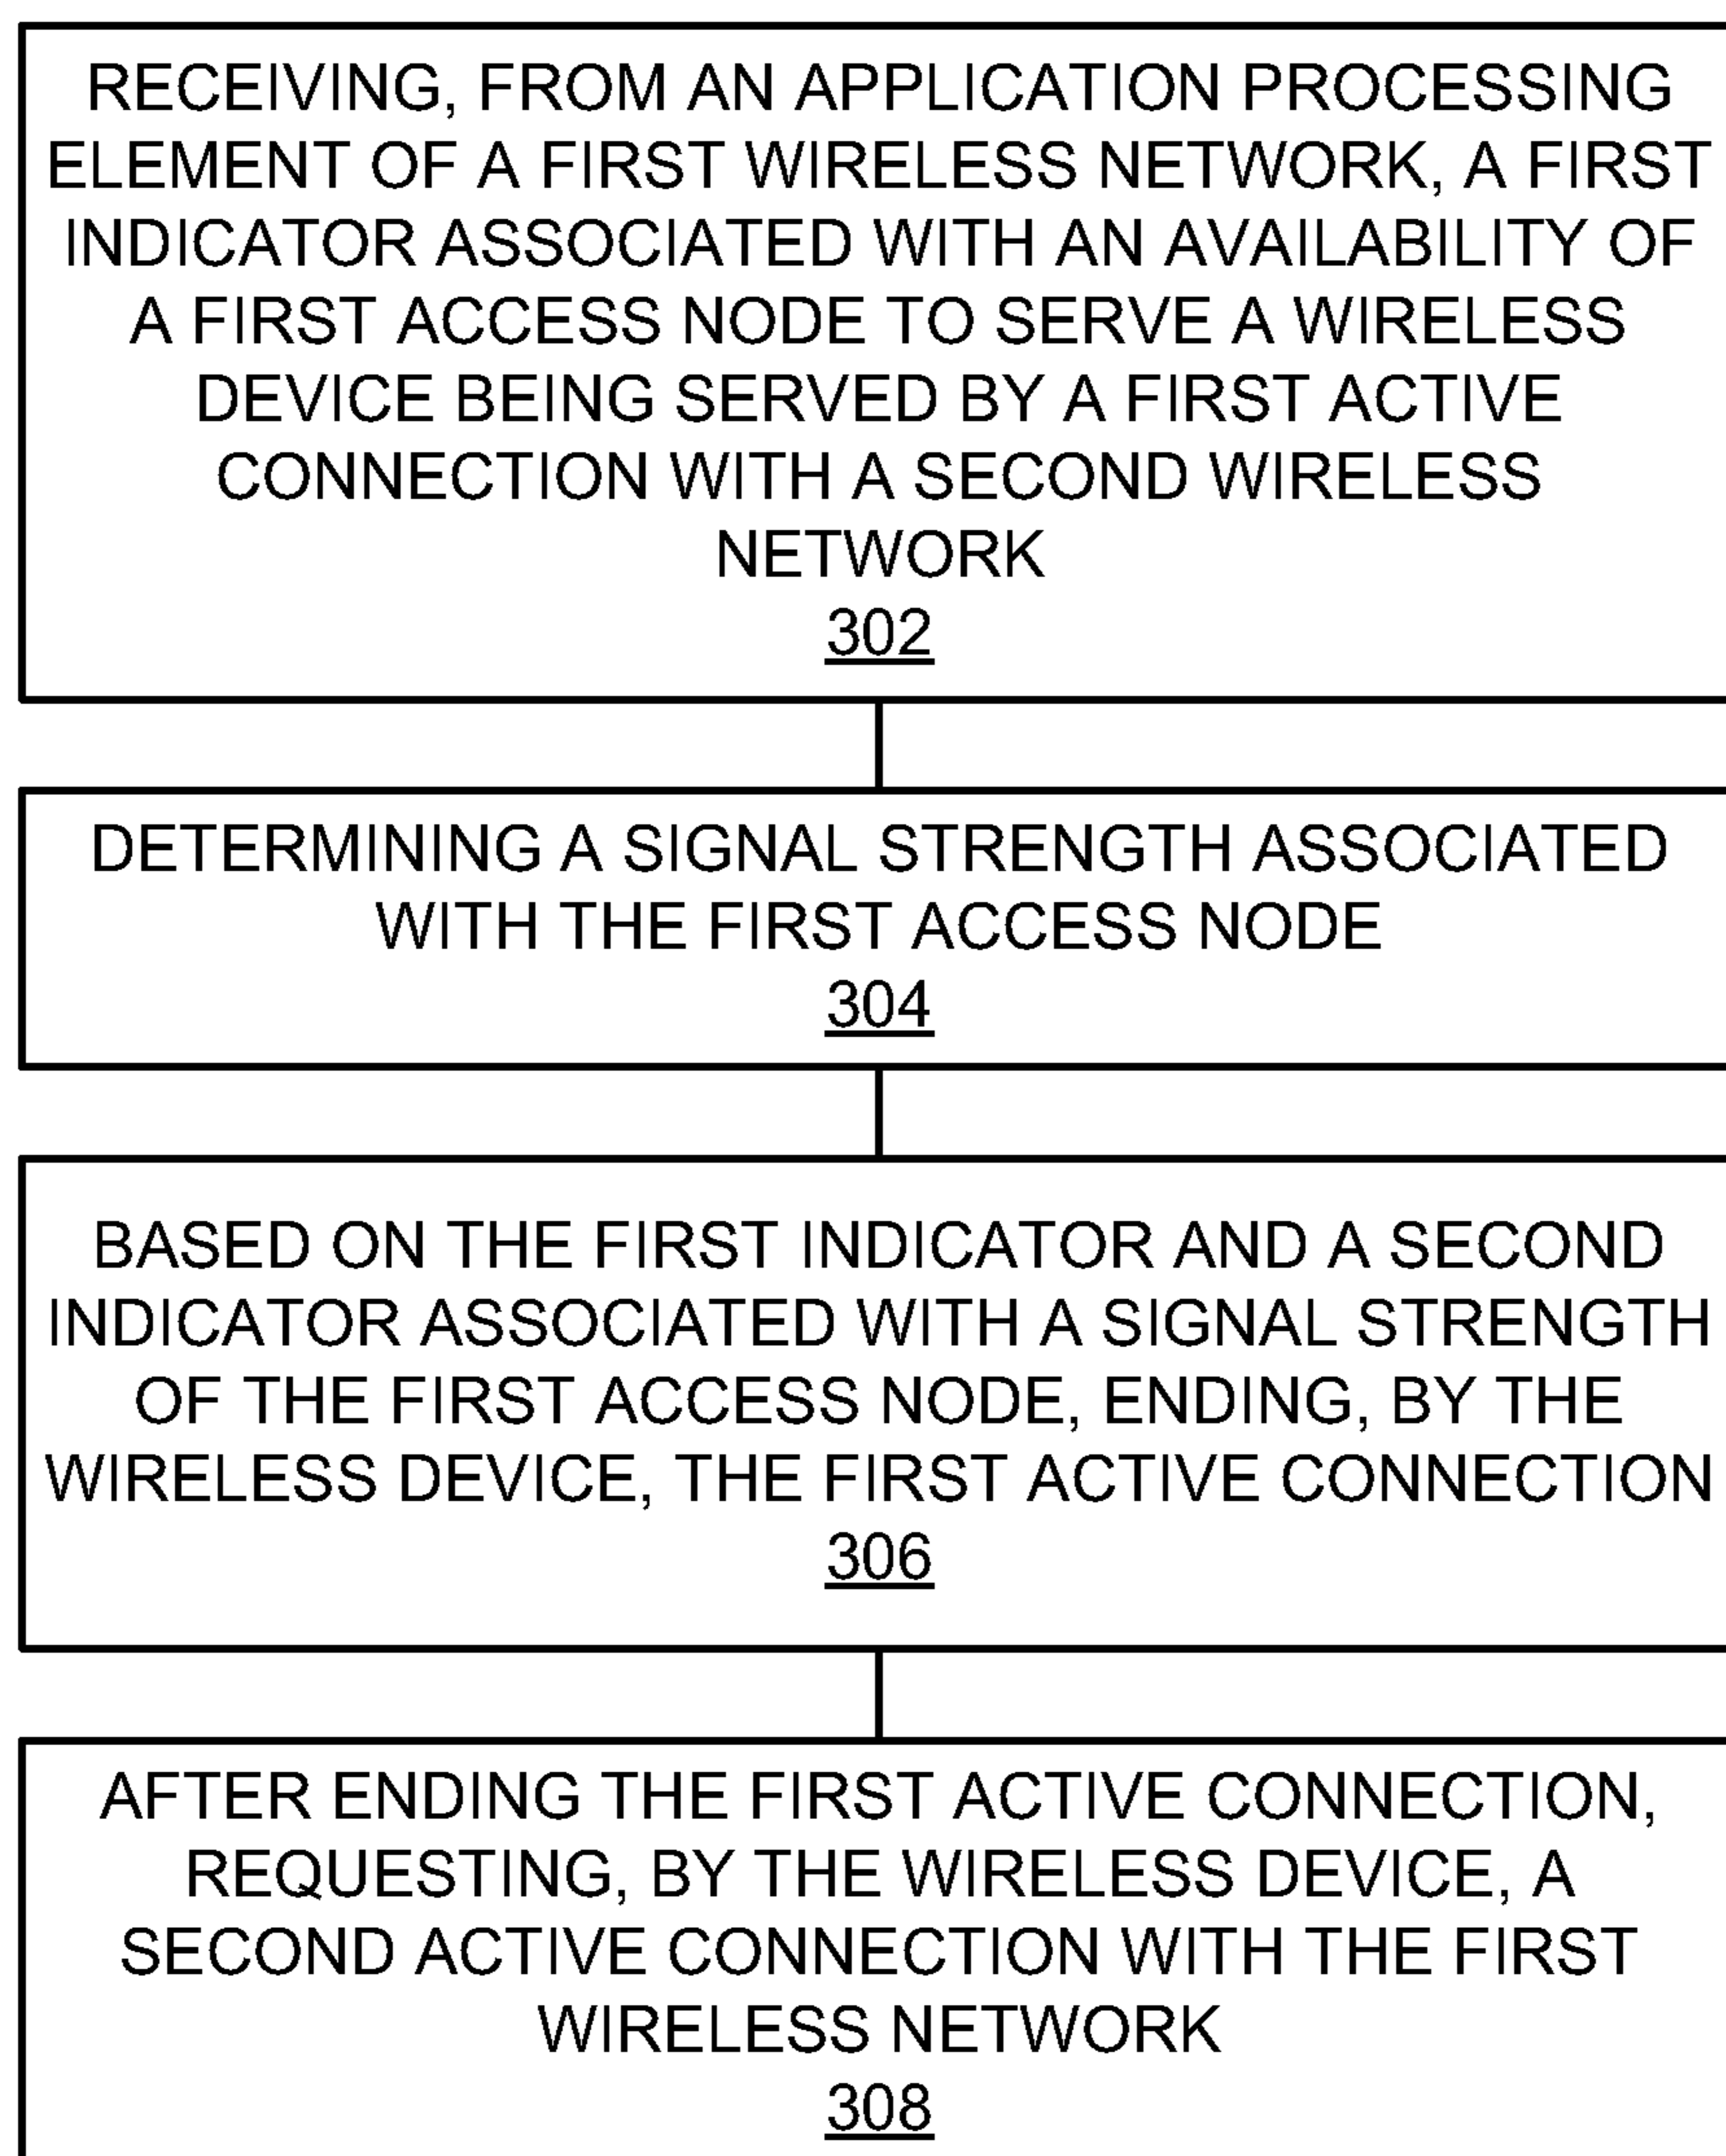 RECEIVING, FROM AN APPLICATION PROCESSING
ELEMENT OF A FIRST WIRELESS NETWORK, A FIRST
INDICATOR ASSOCIATED WITH AN AVAILABILITY OF
A FIRST ACCESS NODE TO SERVE A WIRELESS
DEVICE BEING SERVED BY A FIRST ACTIVE
CONNECTION WITH A SECOND WIRELESS
NETWORK
302
DETERMINING A SIGNAL STRENGTH ASSOCIATED
WITH THE FIRST ACCESS NODE
304
BASED ON THE FIRST INDICATOR AND A SECOND
INDICATOR ASSOCIATED WITH A SIGNAL STRENGTH
OF THE FIRST ACCESS NODE, ENDING, BY THE
WIRELESS DEVICE, THE FIRST ACTIVE CONNECTION
306
AFTER ENDING THE FIRST ACTIVE CONNECTION,
REQUESTING, BY THE WIRELESS DEVICE, A
SECOND ACTIVE CONNECTION WITH THE FIRST
WIRELESS NETWORK
308